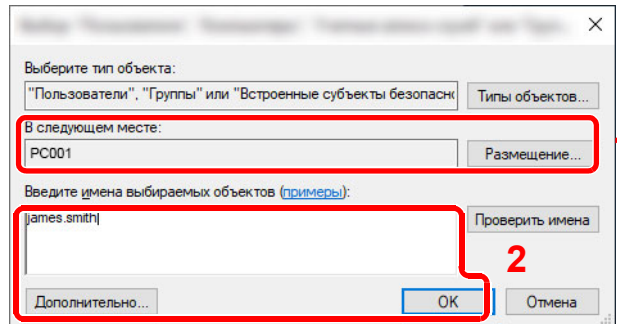 Выберите тип объекта:
"Пользователи", "Группы" или "Встроенные субъекты безопасно
Типы объектов...
В следующем месте:
PC001
Размещение...
Введите имена выбираемых объектов (примеры):
james.smith
Проверить имена
2
Дополнительно...
ОК
Отмена